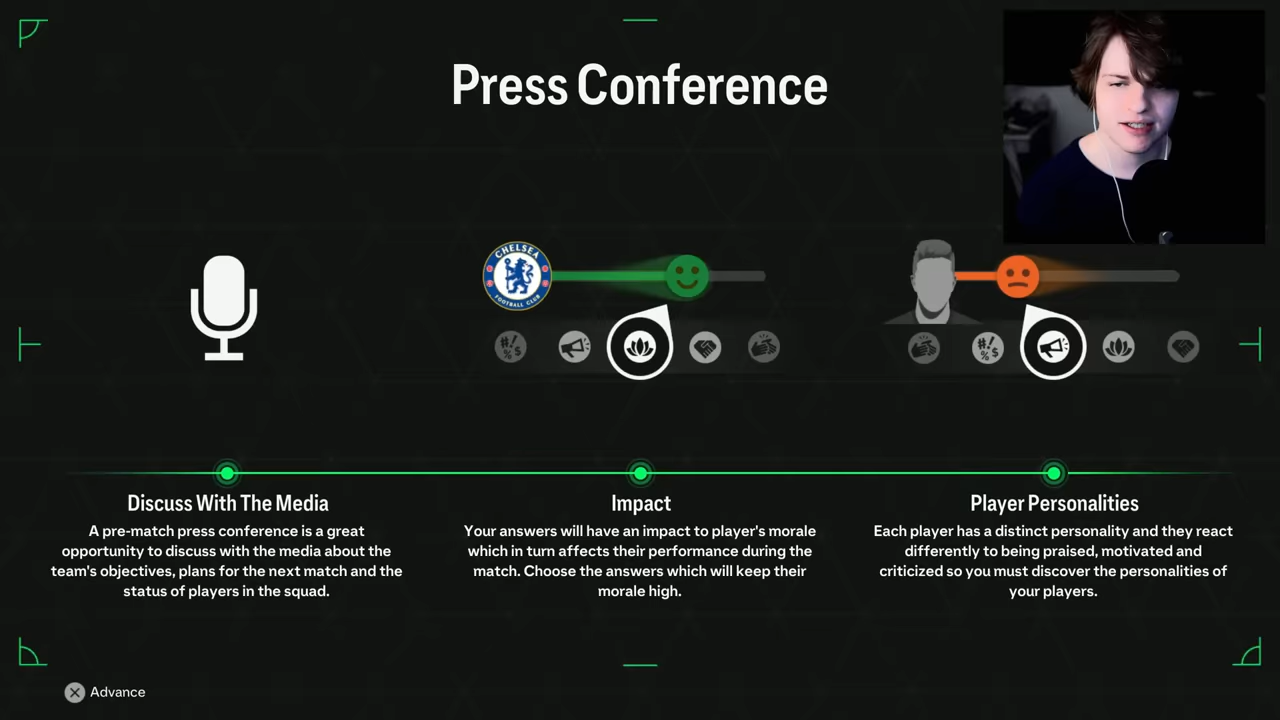 Press Conference
CHELSEA
FOOTBALL CLUB
#!
%$
#!
%$
Discuss With The Media
A pre-match press conference is a great
opportunity to discuss with the media about the
team's objectives, plans for the next match and the
status of players in the squad.
Impact
Your answers will have an impact to player's morale
which in turn affects their performance during the
match. Choose the answers which will keep their
morale high.
Player Personalities
Each player has a distinct personality and they react
differently to being praised, motivated and
criticized so you must discover the personalities of
your players.
Advance